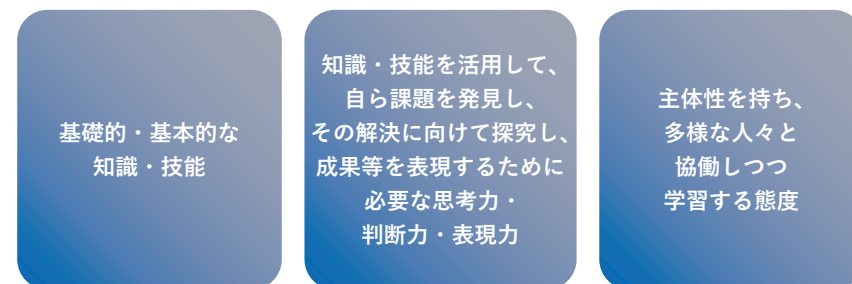 基礎的・基本的な
知識・技能
知識・技能を活用して、
自ら課題を発見し、
その解決に向けて探究し、
成果等を表現するために
必要な思考力・
判断力・表現力
主体性を持ち、
多様な人々と
協働しつつ
学習する態度